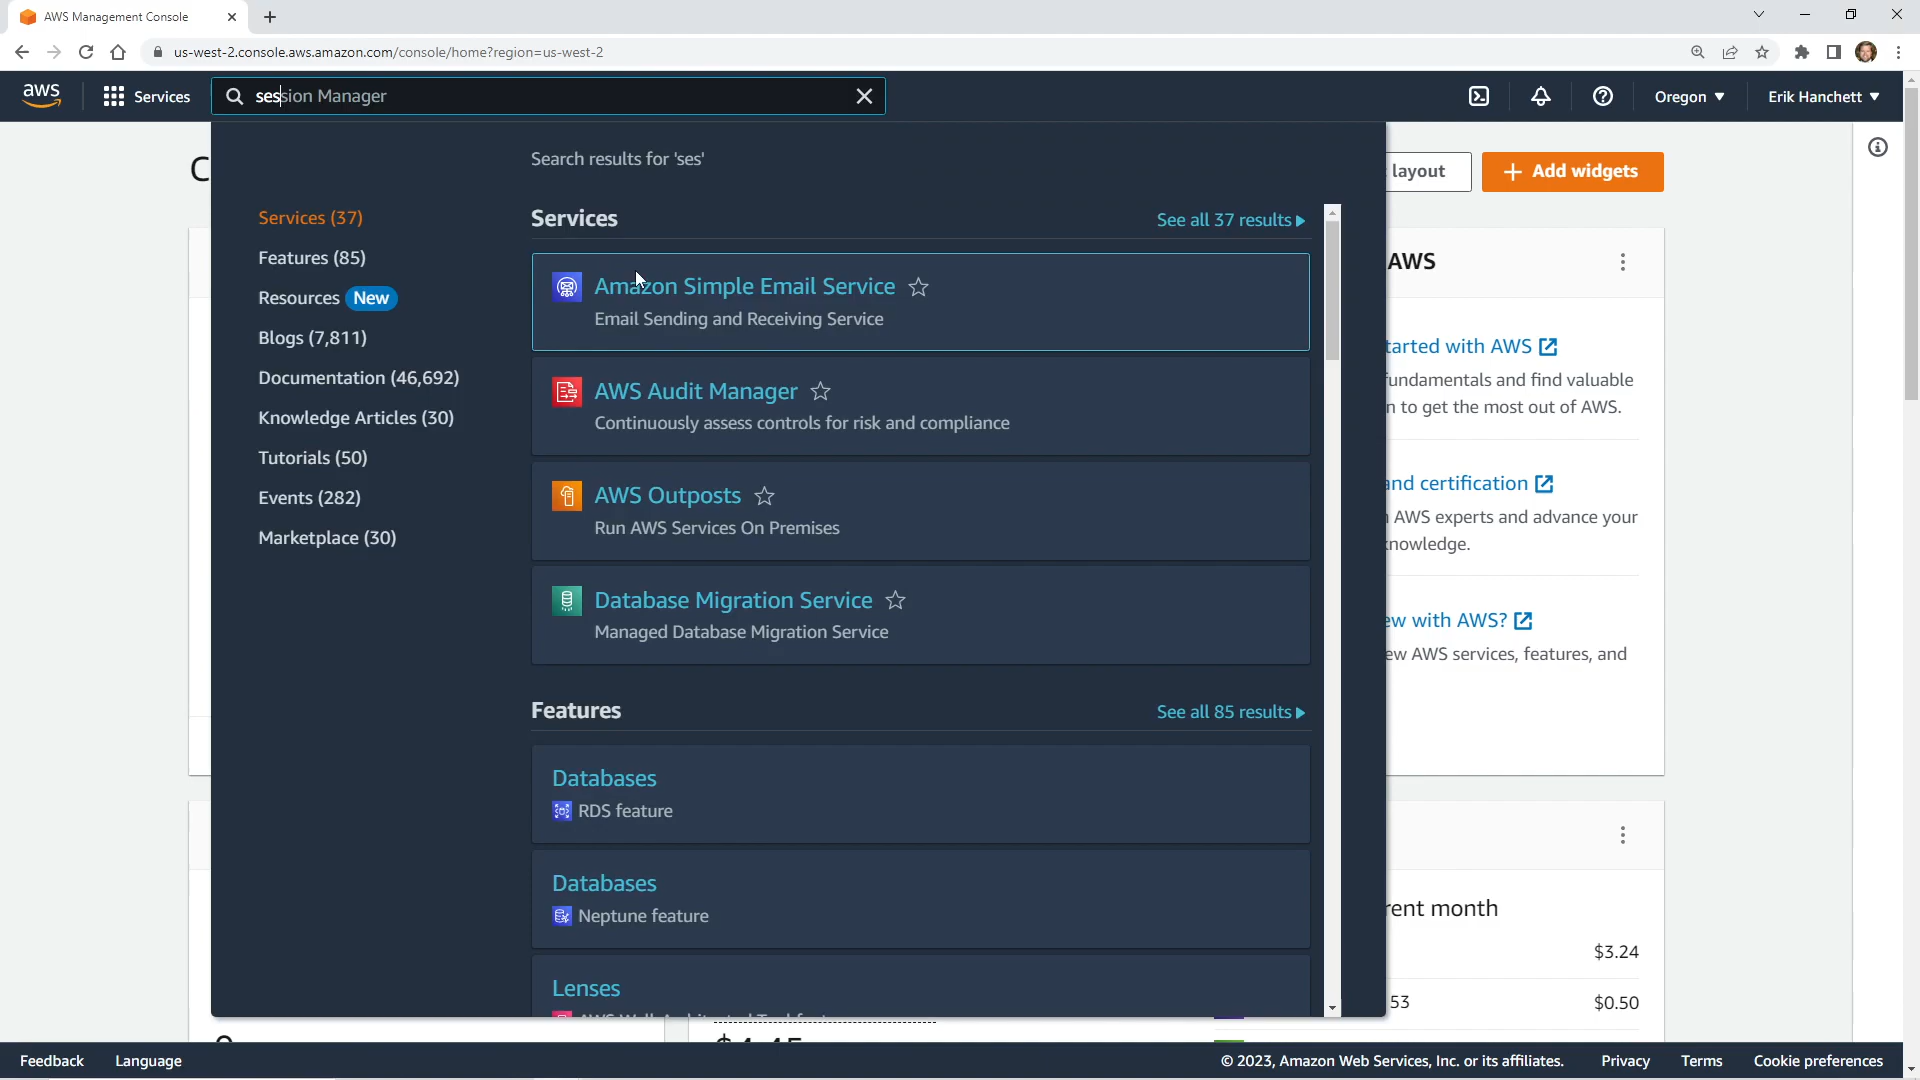 AWS Management Console
us-west-2.console.aws.amazon.com/console/home?region=us-west-2
aws
Services
session Manager
Oregon
Erik Hanchett
C
Search results for 'ses'
layout
Add widgets
Services (37)
Features (85)
Resources New
Blogs (7,811)
Documentation (46,692)
Knowledge Articles (30)
Tutorials (50)
Events (282)
Marketplace (30)
Services
See all 37 results
Amazon Simple Email Service
Email Sending and Receiving Service
AWS Audit Manager
Continuously assess controls for risk and compliance
AWS Outposts
Run AWS Services On Premises
Database Migration Service
Managed Database Migration Service
Features
See all 85 results
Databases
RDS feature
Databases
Neptune feature
Lenses
AWS
tarted with AWS
undamentals and find valuable
n to get the most out of AWS.
and certification
AWS experts and advance your
nowledge.
ew with AWS?
ew AWS services, features, and
rent month
$3.24
53
$0.50
Feedback
Language
© 2023, Amazon Web Services, Inc. or its affiliates.
Privacy
Terms
Cookie preferences